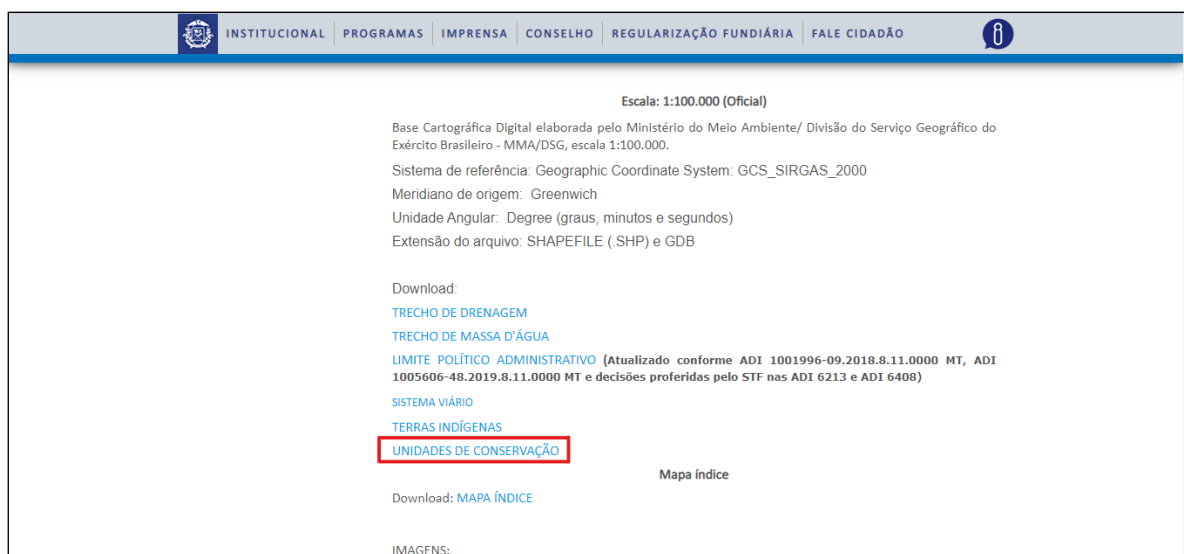 INSTITUCIONAL PROGRAMAS IMPRENSA CONSELHO REGULARIZAÇÃO FUNDIÁRIA FALE CIDADÃO
Escala: 1:100.000 (Oficial)
Base Cartográfica Digital elaborada pelo Ministério do Meio Ambiente/ Divisão do Serviço Geográfico do
Exército Brasileiro - MMA/DSG, escala 1:100.000.
Sistema de referência: Geographic Coordinate System: GCS_SIRGAS_2000
Meridiano de origem: Greenwich
Unidade Angular: Degree (graus, minutos e segundos)
Extensão do arquivo: SHAPEFILE (.SHP) e GDB
Download:
TRECHO DE DRENAGEM
TRECHO DE MASSA D'ÁGUA
LIMITE POLÍTICO ADMINISTRATIVO (Atualizado conforme ADI 1001996-09.2018.8.11.0000 MT, ADI
1005606-48.2019.8.11.0000 MT e decisões proferidas pelo STF nas ADI 6213 e ADI 6408)
SISTEMA VIÁRIO
TERRAS INDÍGENAS
UNIDADES DE CONSERVAÇÃO
Mapa índice
Download: MAPA ÍNDICE
IMAGENS: